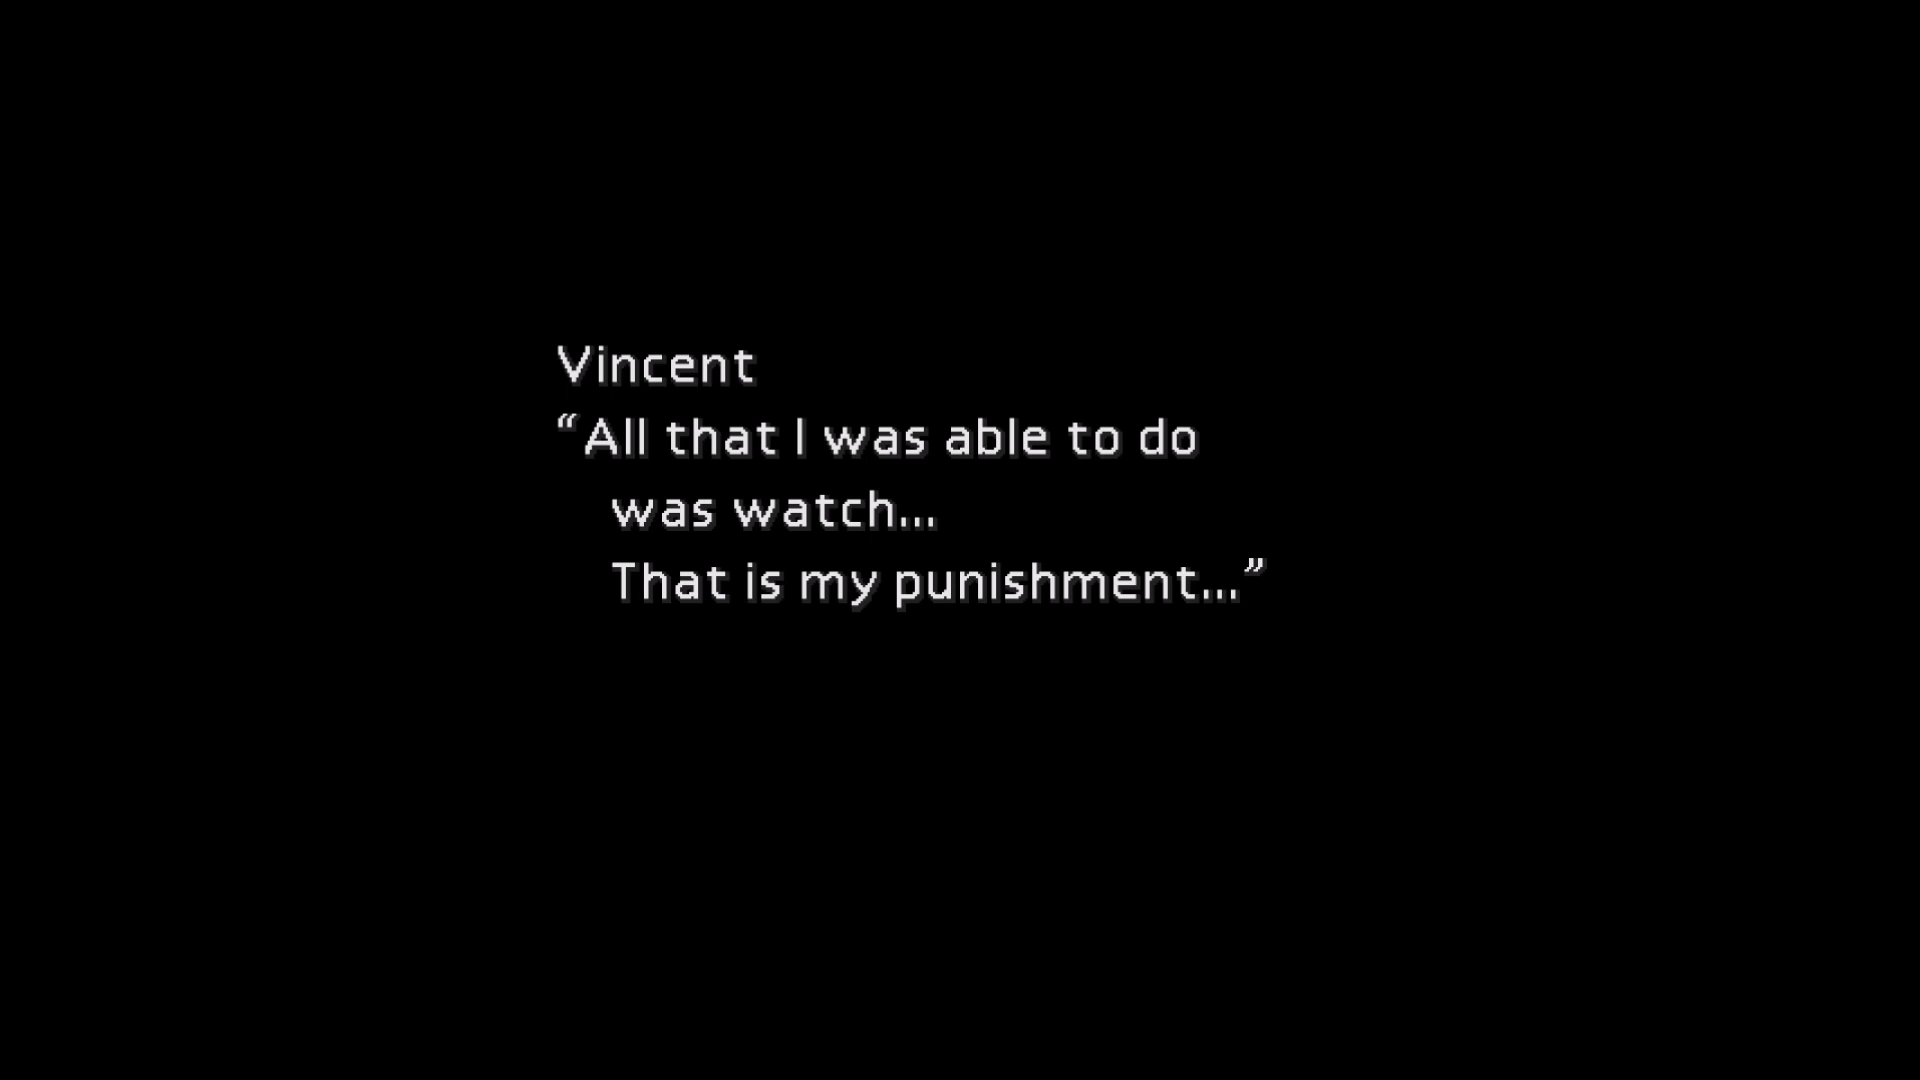 Vincent
“All that I was able to do
was watch...
That is my punishment...”